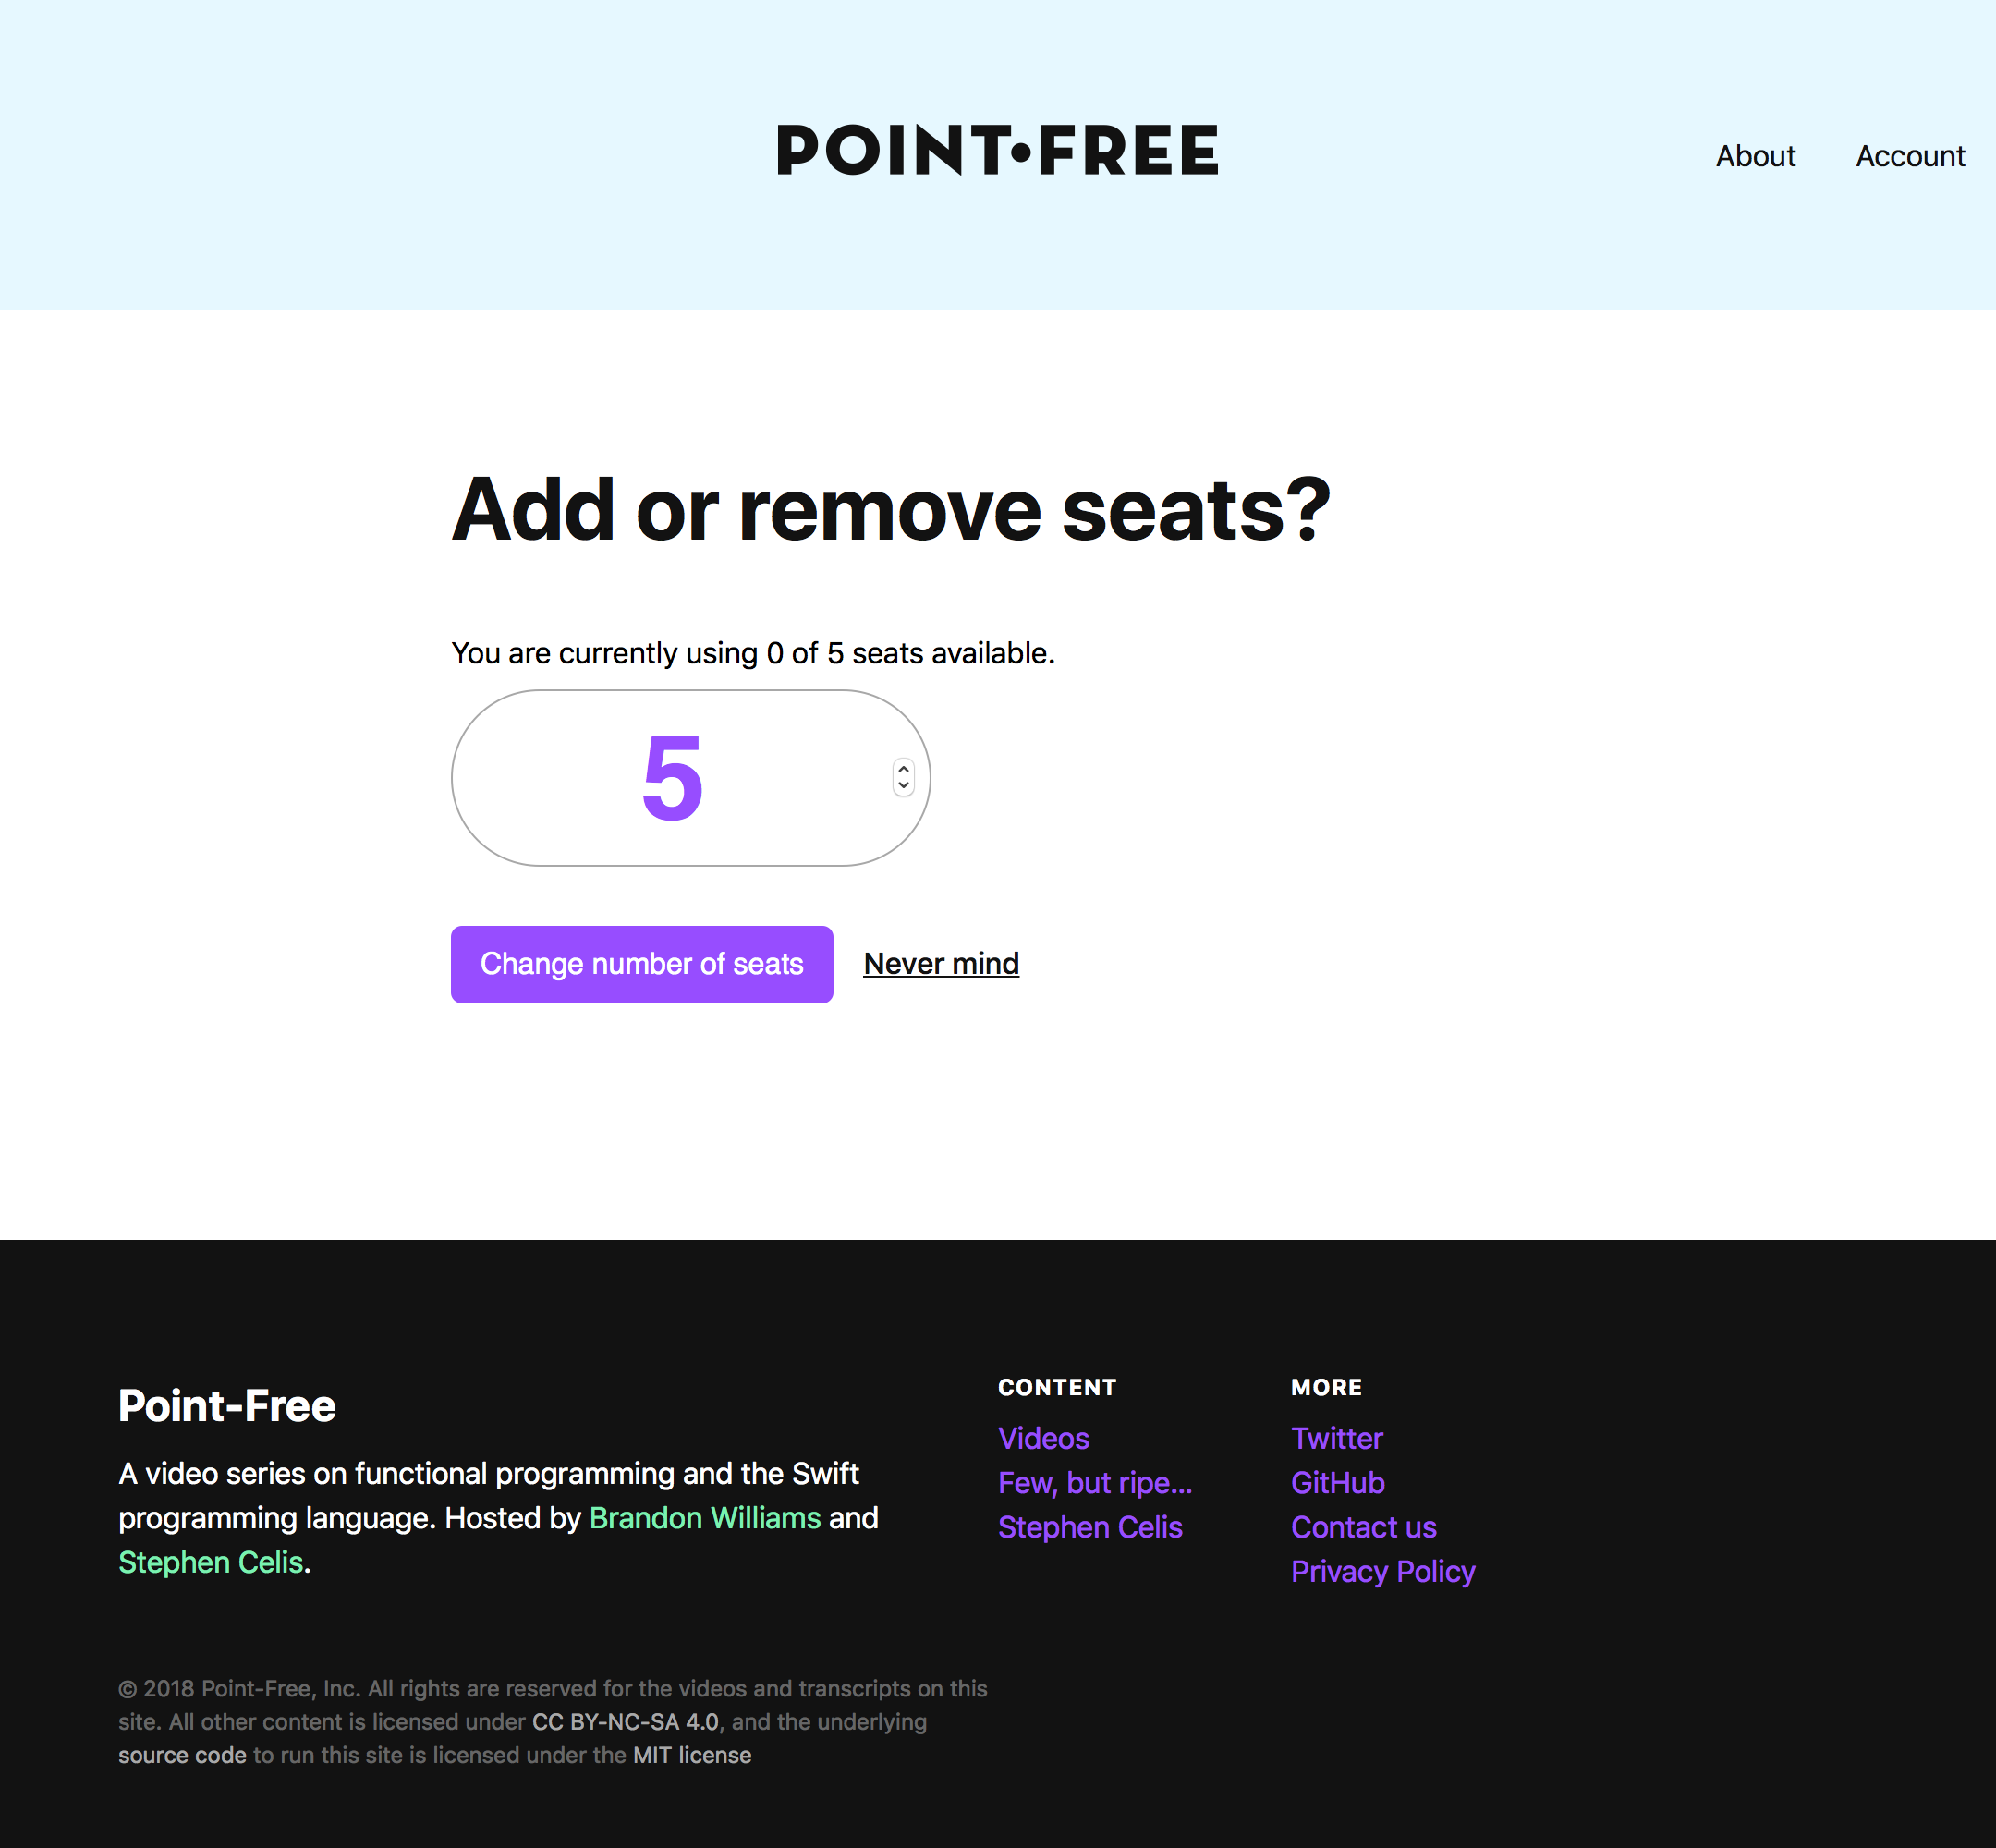 POINT•FREE
About
Account
Add or remove seats?
You are currently using 0 of 5 seats available.
5
Change number of seats
Never mind
Point-Free
A video series on functional programming and the Swift
programming language. Hosted by Brandon Williams and
Stephen Celis.
CONTENT
Videos
Few, but ripe...
Stephen Celis
MORE
Twitter
GitHub
Contact us
Privacy Policy
© 2018 Point-Free, Inc. All rights are reserved for the videos and transcripts on this
site. All other content is licensed under CC BY-NC-SA 4.0, and the underlying
source code to run this site is licensed under the MIT license